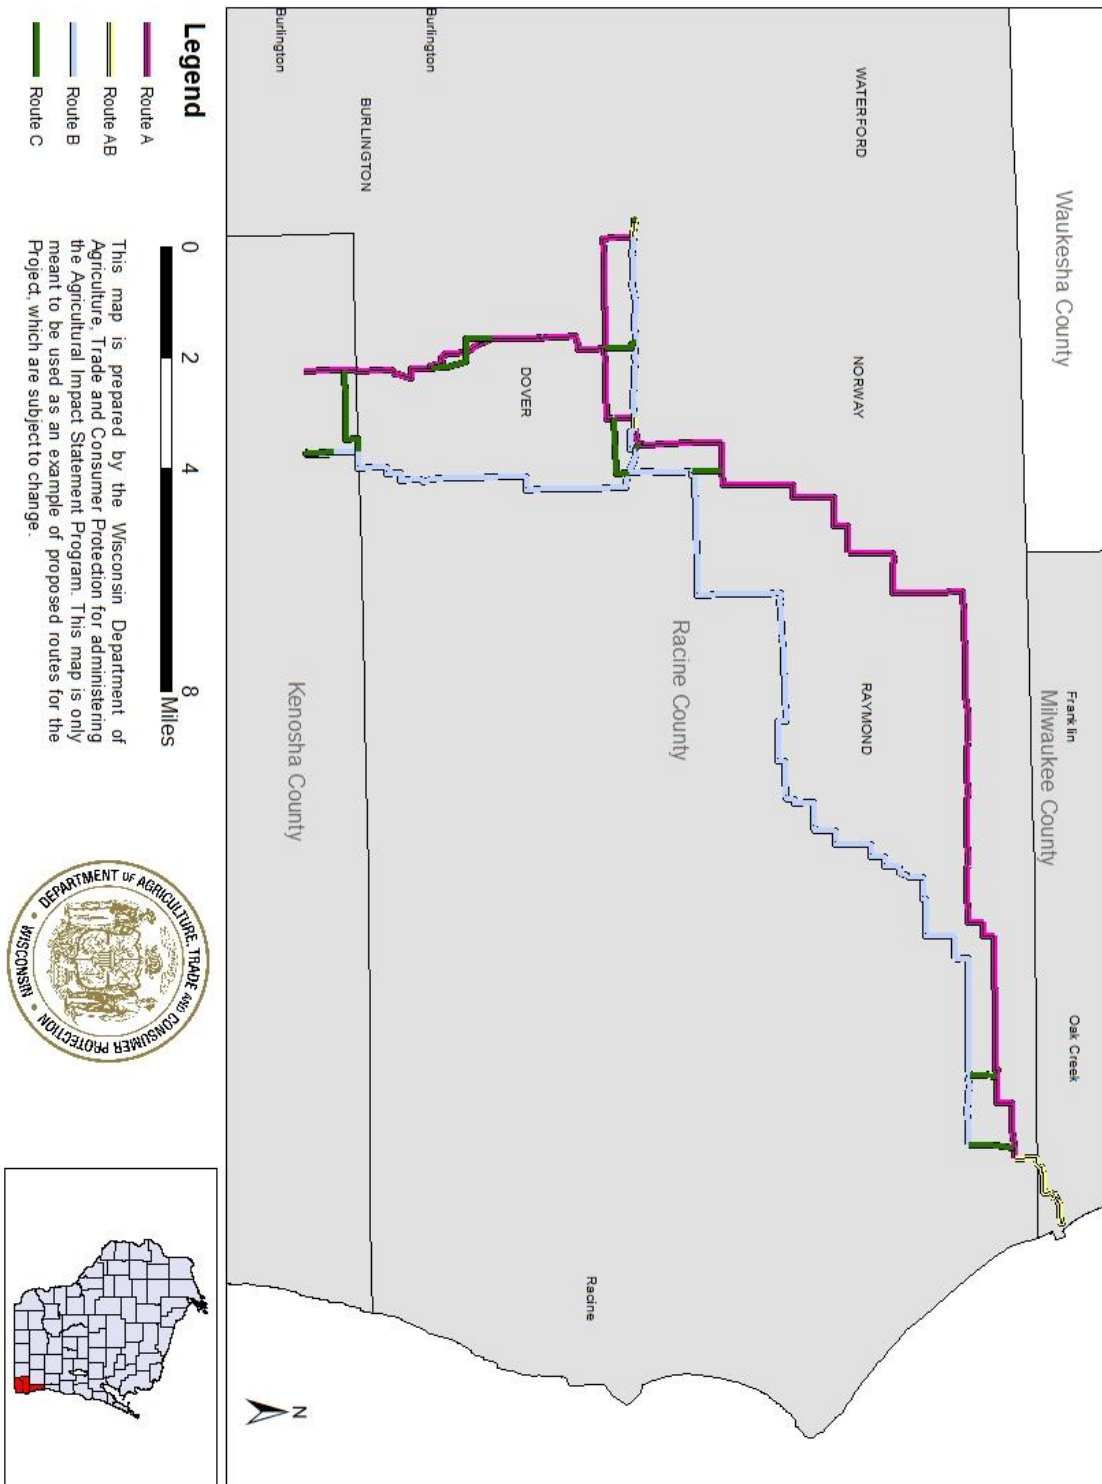 Waukesha County
Franklin
Milwaukee County
Oak Creek
WATERFORD
NORWAY
RAYMOND
Racine County
DOVER
Racine
Burlington
BURLINGTON
Burlington
Kenosha County
N
Legend
Route A
Route AB
Route B
Route C
0 2 4 8
Miles
This map is prepared by the Wisconsin Department of
Agriculture, Trade and Consumer Protection for administering
the Agricultural Impact Statement Program. This map is only
meant to be used as an example of proposed routes for the
Project, which are subject to change.
DEPARTMENT OF AGRICULTURE, TRADE AND CONSUMER PROTECTION
• WISCONSIN •